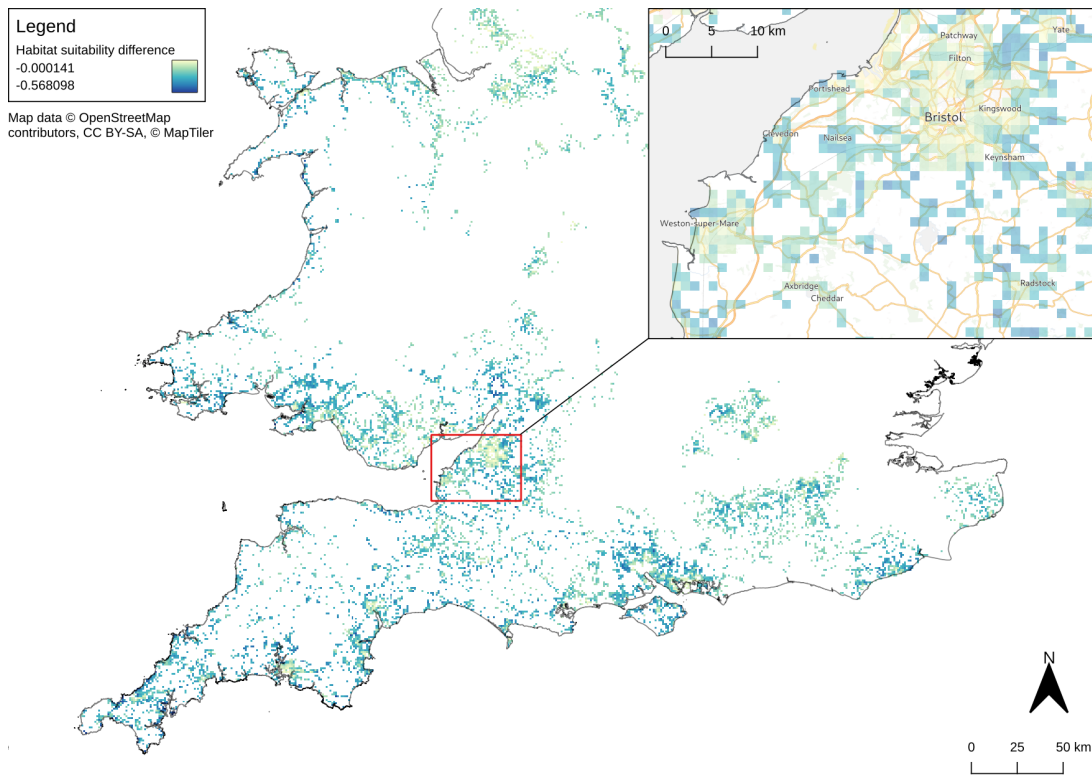 Legend
Habitat suitability difference
-0.000141
-0.568098
Map data © OpenStreetMap
contributors, CC BY-SA, © MapTiler
0 5 10 km
Patchway
Yate
Filton
Portishead
Kingswood
Bristol
Clevedon
Nailsea
Keynsham
Weston-super-Mare
Axbridge
Cheddar
Radstock
N
0 25 50 km